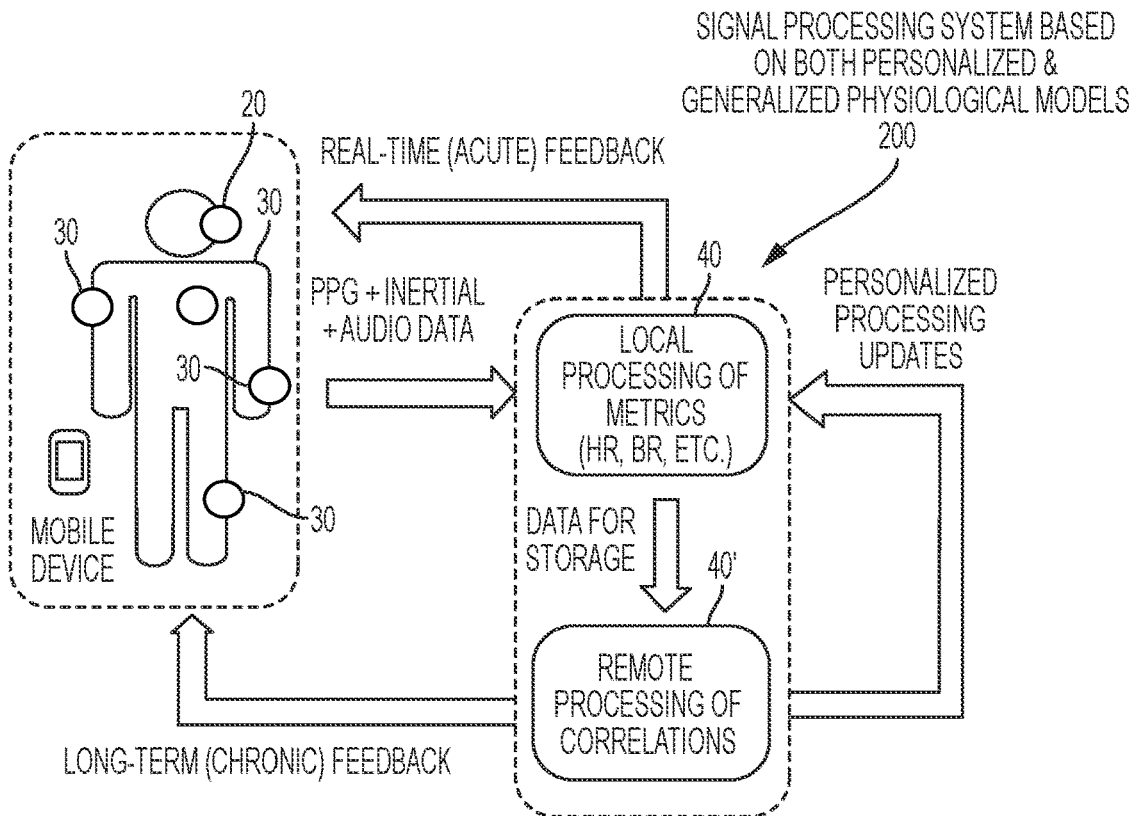 SIGNAL PROCESSING SYSTEM BASED
ON BOTH PERSONALIZED &
GENERALIZED PHYSIOLOGICAL MODELS
200
20
REAL-TIME (ACUTE) FEEDBACK
30
30
40
PPG + INERTIAL
+ AUDIO DATA
PERSONALIZED
PROCESSING
UPDATES
LOCAL
PROCESSING OF
METRICS
(HR, BR, ETC.)
30
30
MOBILE
DEVICE
DATA FOR
STORAGE
40'
REMOTE
PROCESSING OF
CORRELATIONS
LONG-TERM (CHRONIC) FEEDBACK